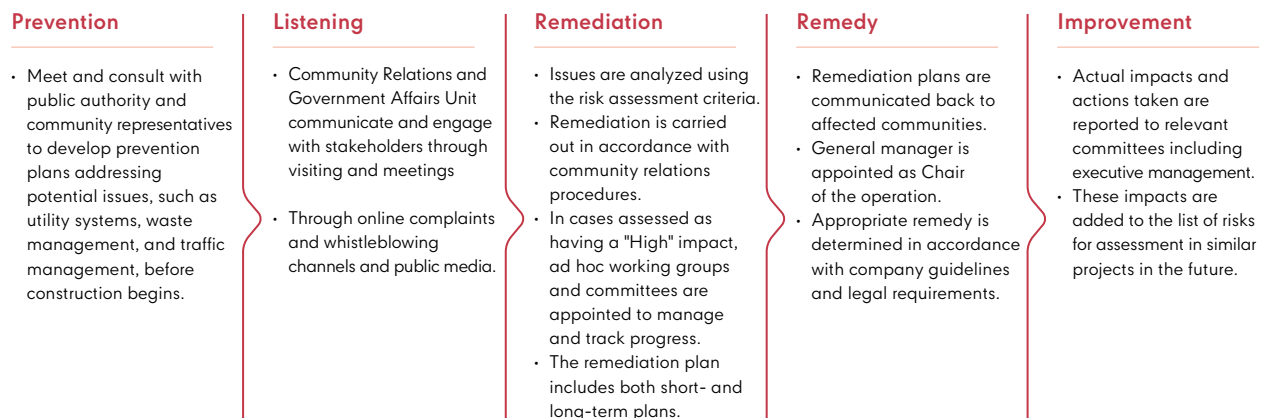 Prevention
• Meet and consult with
public authority and
community representatives
to develop prevention
plans addressing
potential issues, such as
utility systems, waste
management, and traffic
management, before
construction begins.
Listening
• Community Relations and
Government Affairs Unit
communicate and engage
with stakeholders through
visiting and meetings
• Through online complaints
and whistleblowing
channels and public media.
Remediation
• Issues are analyzed using
the risk assessment criteria.
• Remediation is carried
out in accordance with
community relations
procedures.
• In cases assessed as
having a "High" impact,
ad hoc working groups
and committees are
appointed to manage
and track progress.
• The remediation plan
includes both short- and
long-term plans.
Remedy
• Remediation plans are
communicated back to
affected communities.
• General manager is
appointed as Chair
of the operation.
• Appropriate remedy is
determined in accordance
with company guidelines
and legal requirements.
Improvement
• Actual impacts and
actions taken are
reported to relevant
committees including
executive management.
• These impacts are
added to the list of risks
for assessment in similar
projects in the future.